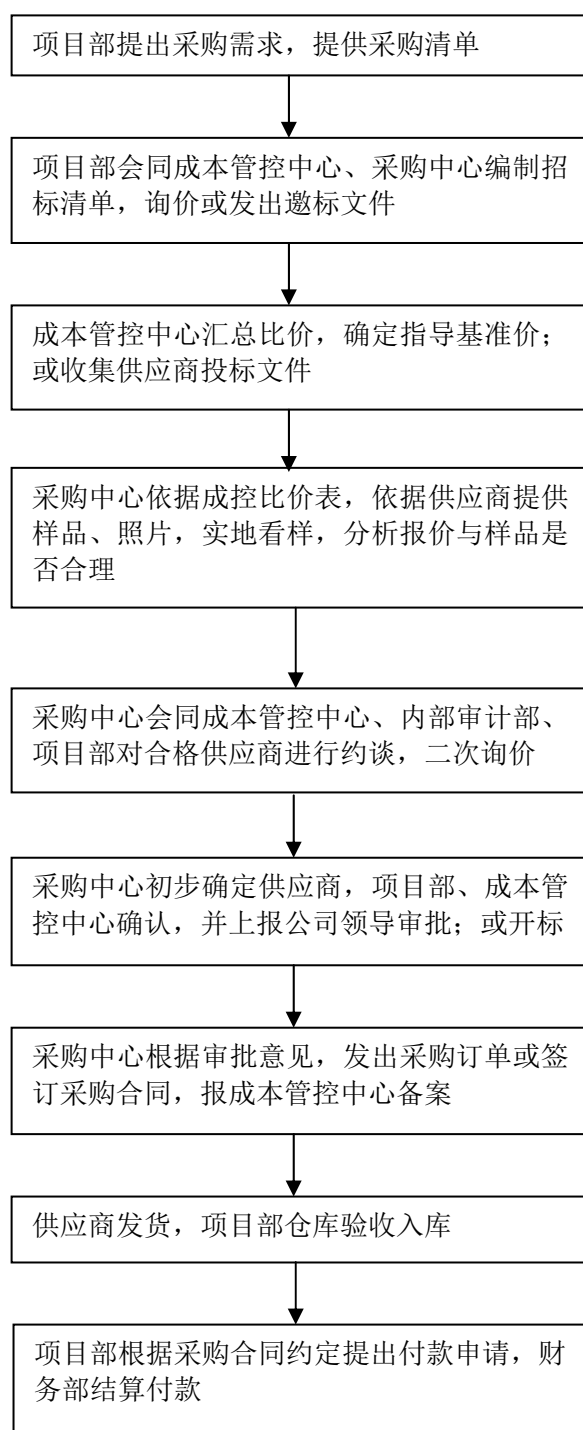 项目部提出采购需求，提供采购清单
项目部会同成本管控中心、采购中心编制招
标清单，询价或发出邀标文件
成本管控中心汇总比价，确定指导基准价；
或收集供应商投标文件
采购中心依据成控比价表，依据供应商提供
样品、照片，实地看样，分析报价与样品是
否合理
采购中心会同成本管控中心、内部审计部、
项目部对合格供应商进行约谈，二次询价
采购中心初步确定供应商，项目部、成本管
控中心确认，并上报公司领导审批；或开标
采购中心根据审批意见，发出采购订单或签
订采购合同，报成本管控中心备案
供应商发货，项目部仓库验收入库
项目部根据采购合同约定提出付款申请，财
务部结算付款